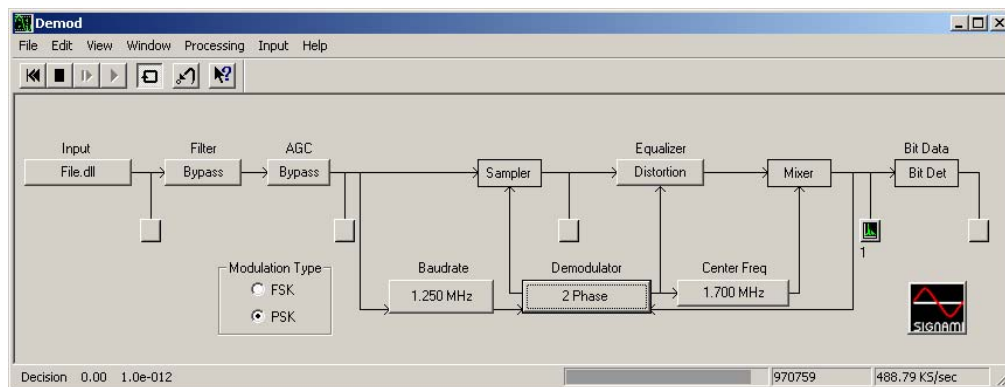 Demod
File Edit View Window Processing Input Help
Input
Filter
AGC
Equalizer
Bit Data
File.dll
Bypass
Bypass
Sampler
Distortion
Mixer
Bit Det
1
Modulation Type
FSK
PSK
Baudrate
Demodulator
Center Freq
1.250 MHz
2 Phase
1.700 MHz
SIGNAMI
Decision 0.00 1.0e-012
970759
488.79 KS/sec